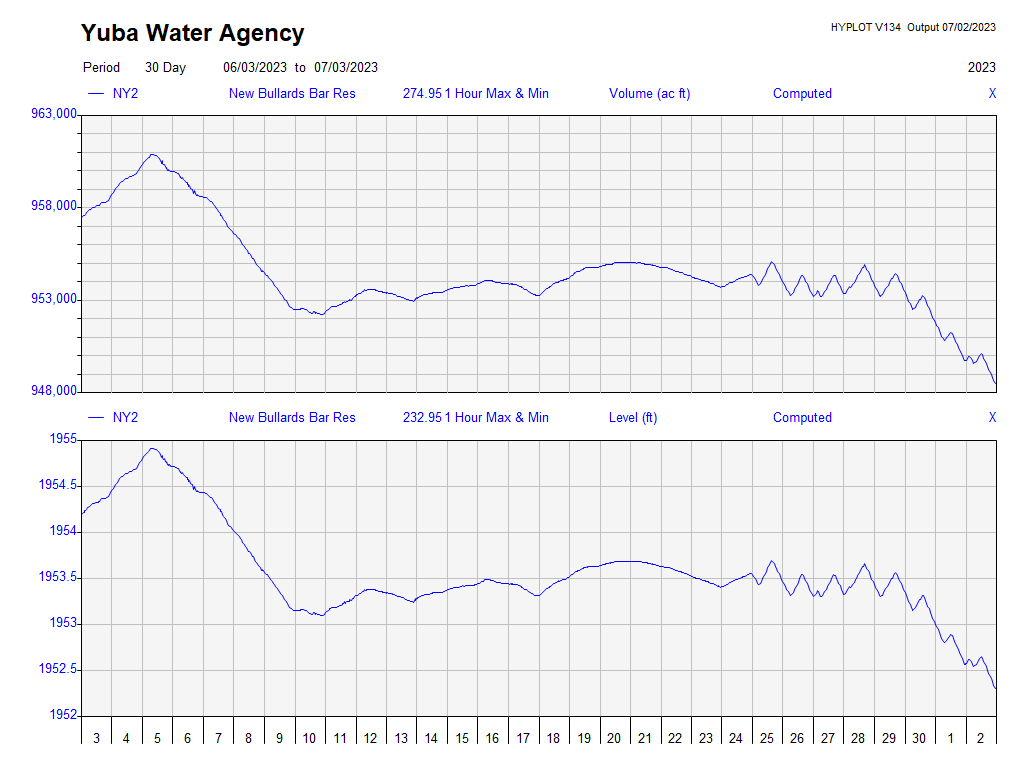 Yuba Water Agency
HYPLOT V134 Output 07/02/2023
Period 30 Day 06/03/2023 to 07/03/2023 2023
NY2 New Bullards Bar Res 274.95 1 Hour Max & Min Volume (ac ft) Computed X
963,000
958,000
953,000
948,000
NY2 New Bullards Bar Res 232.95 1 Hour Max & Min Level (ft) Computed X
1955
1954.5
1954
1953.5
1953
1952.5
1952
3 4 5 6 7 8 9 10 11 12 13 14 15 16 17 18 19 20 21 22 23 24 25 26 27 28 29 30 1 2